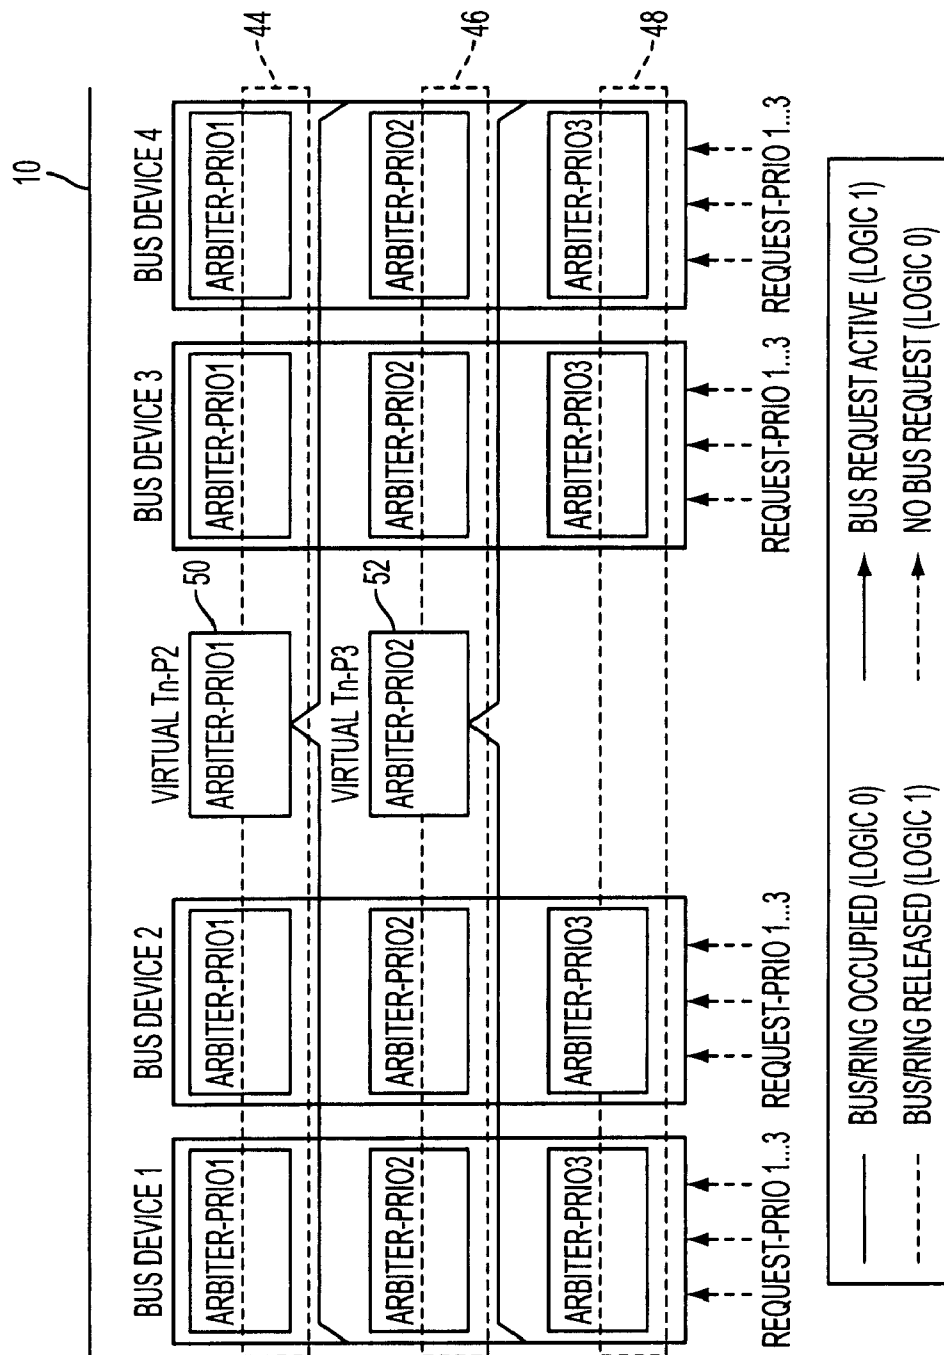 10
BUS DEVICE 1
BUS DEVICE 2
VIRTUAL Tn-P2
BUS DEVICE 3
BUS DEVICE 4
ARBITER-PRIO1
ARBITER-PRIO1
ARBITER-PRIO1
50
ARBITER-PRIO1
ARBITER-PRIO1
44
VIRTUAL Tn-P3
ARBITER-PRIO2
ARBITER-PRIO2
ARBITER-PRIO2
52
ARBITER-PRIO2
ARBITER-PRIO2
46
ARBITER-PRIO3
ARBITER-PRIO3
ARBITER-PRIO3
ARBITER-PRIO3
48
REQUEST-PRIO 1...3
REQUEST-PRIO 1...3
REQUEST-PRIO 1...3
REQUEST-PRIO 1...3
BUS/RING OCCUPIED (LOGIC 0)
BUS REQUEST ACTIVE (LOGIC 1)
BUS/RING RELEASED (LOGIC 1)
NO BUS REQUEST (LOGIC 0)